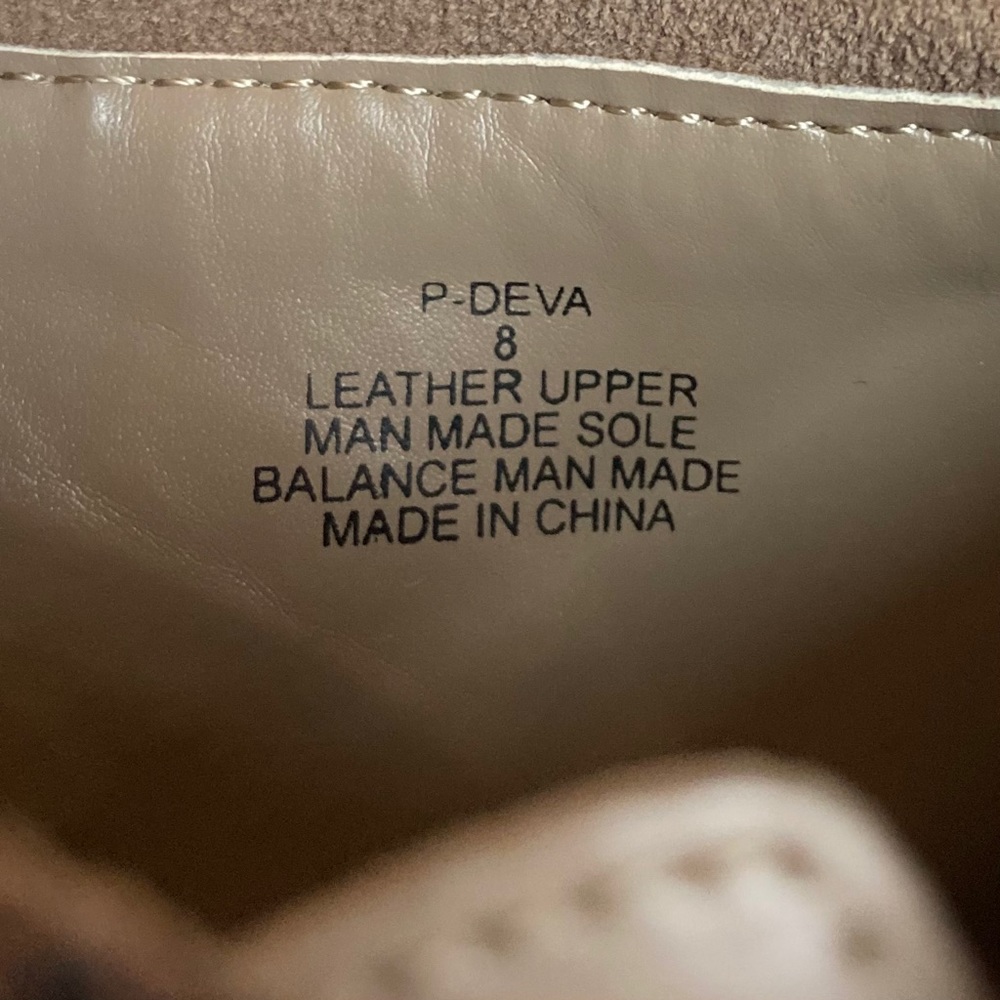 P-DEVA
8
LEATHER UPPER
MAN MADE SOLE
BALANCE MAN MADE
MADE IN CHINA